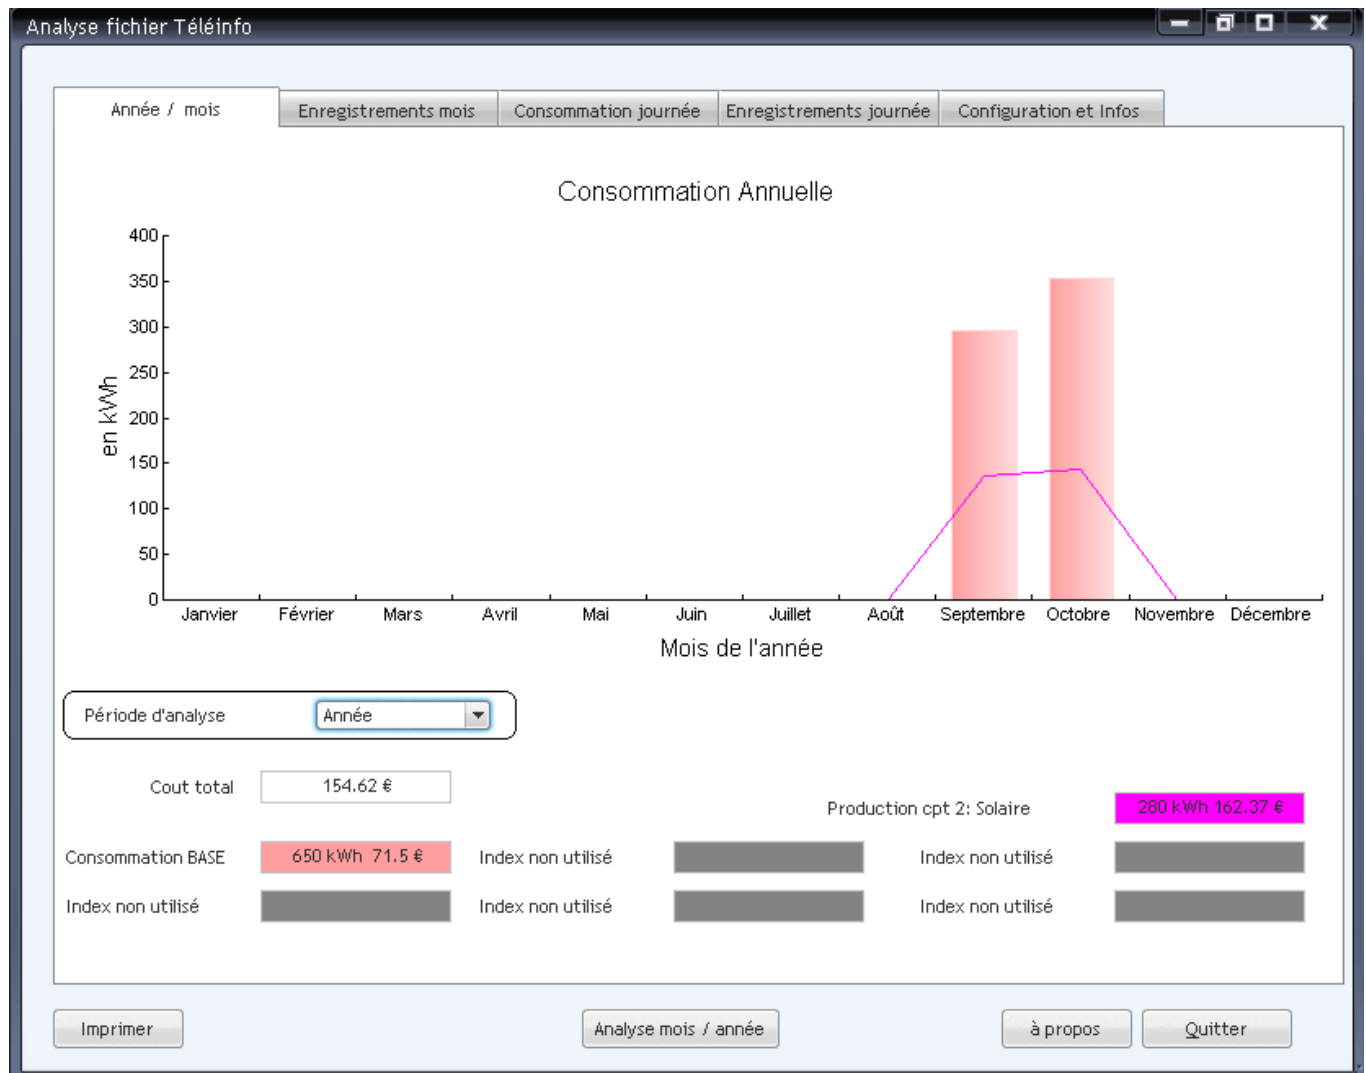 Analyse fichier Téléinfo
Année / mois
Enregistrements mois
Consommation journée
Enregistrements journée
Configuration et Infos
Consommation Annuelle
400
350
300
250
200
150
100
50
0
en kWh
Janvier Février Mars Avril Mai Juin Juillet Août Septembre Octobre Novembre Décembre
Mois de l'année
Période d'analyse Année
Cout total 154.62 €
Production cpt 2: Solaire 280 kWh 162.37 €
Consommation BASE 650 kWh 71.5 € Index non utilisé Index non utilisé
Index non utilisé Index non utilisé Index non utilisé
Imprimer Analyse mois / année à propos Quitter